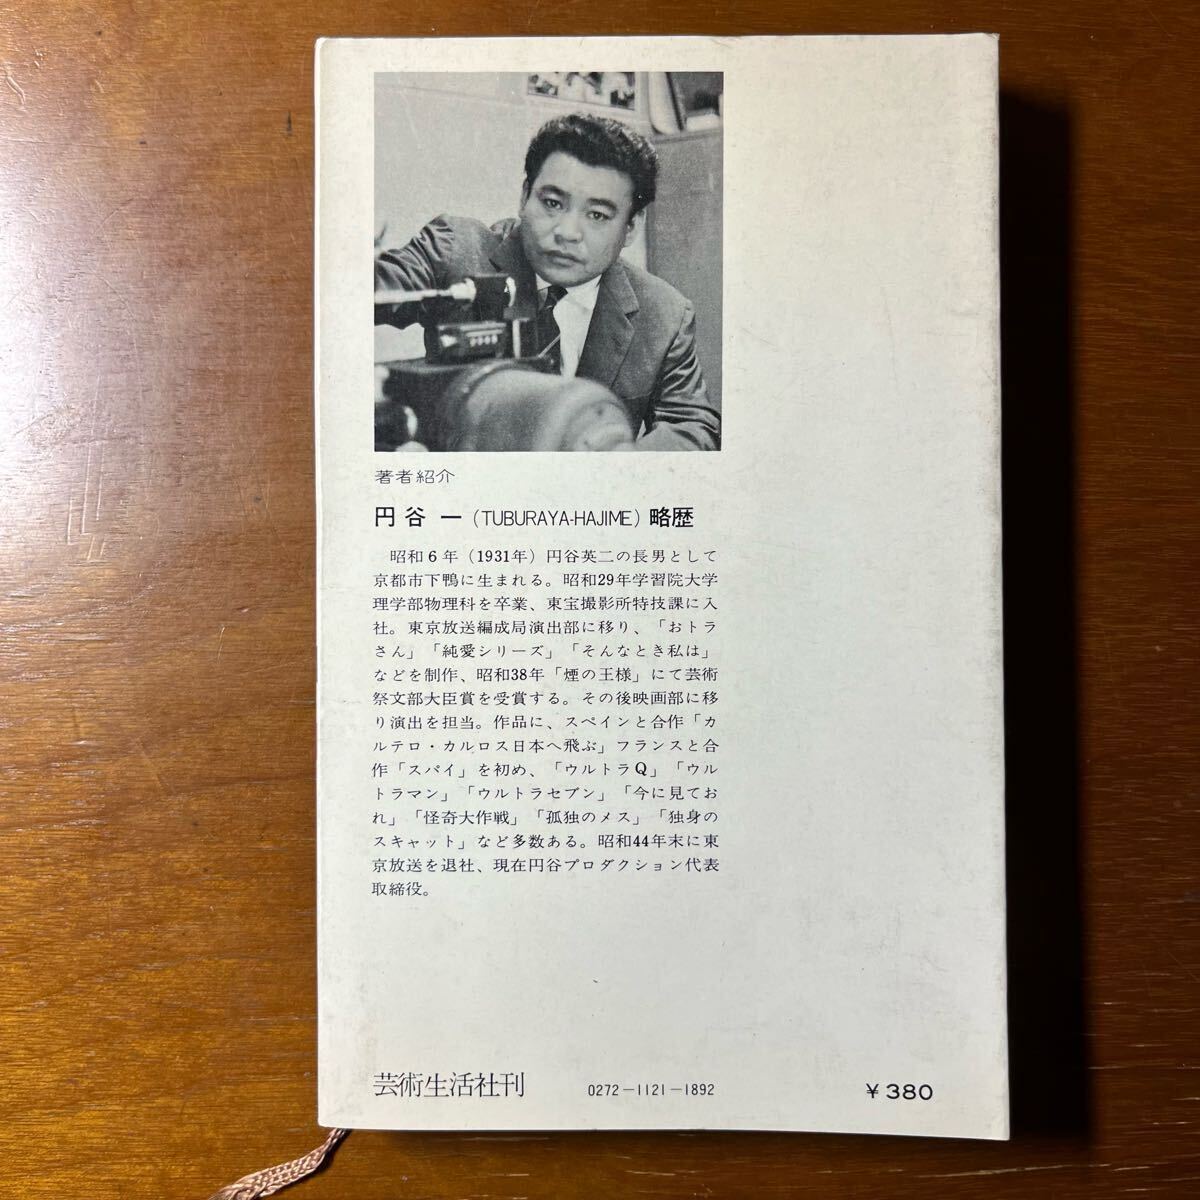 著者紹介
円谷 一 (TUBURAYA-HAJIME) 略歴
昭和6年(1931年)円谷英二の長男として
京都市下鴨に生まれる。昭和29年学習院大学
理学部物理科を卒業、東宝撮影所特技課に入
社。東京放送編成局演出部に移り、「おトラ
さん」「純愛シリーズ」「そんなとき私は」
などを制作、昭和38年「煙の王様」にて芸術
祭文部大臣賞を受賞する。その後映画部に移
り演出を担当。作品に、スペインと合作「カ
ルテロ・カルロス日本へ飛ぶ」フランスと合
作「スパイ」を初め、「ウルトラQ」「ウル
トラマン」「ウルトラセブン」「今に見てお
れ」「怪奇大作戦」「孤独のメス」「独身の
スキャット」など多数ある。昭和44年末に東
京放送を退社、現在円谷プロダクション代表
取締役。
芸術生活社刊
0272-1121-1892
¥380